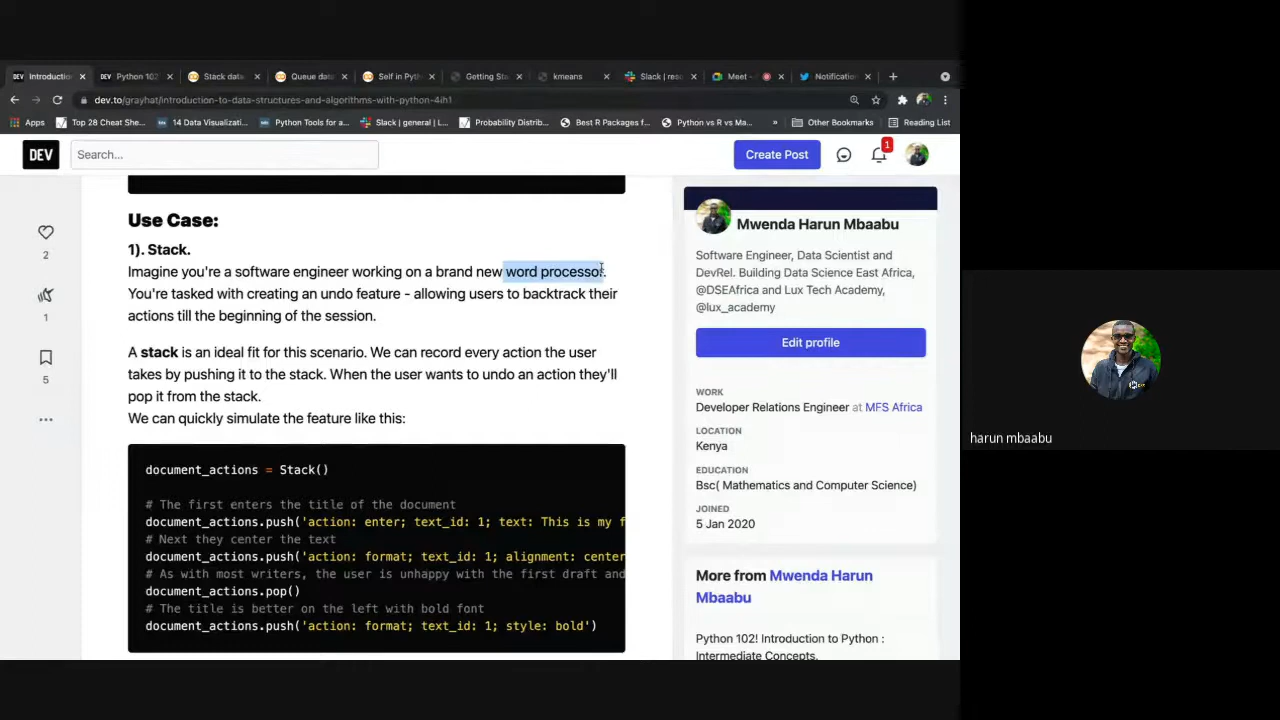 Introduction
Python 102
Stack data
Queue data
Self in Pyth
Getting Sta
kmeans
Slack | resu
Meet -
Notification
dev.to/grayhat/introduction-to-data-structures-and-algorithms-with-python-4ih1
Apps
Top 28 Cheat She...
14 Data Visualizati...
Python Tools for a...
Slack | general | L...
Probability Distrib...
Best R Packages f...
Python vs R vs Ma...
»
Other Bookmarks
Reading List
DEV
Search...
Create Post
1
Use Case:
1). Stack.
Imagine you're a software engineer working on a brand new word processor.
You're tasked with creating an undo feature - allowing users to backtrack their
actions till the beginning of the session.
A stack is an ideal fit for this scenario. We can record every action the user
takes by pushing it to the stack. When the user wants to undo an action they'll
pop it from the stack.
We can quickly simulate the feature like this:
document_actions = Stack()
# The first enters the title of the document
document_actions.push('action: enter; text_id: 1; text: This is my f
# Next they center the text
document_actions.push('action: format; text_id: 1; alignment: center
# As with most writers, the user is unhappy with the first draft and
document_actions.pop()
# The title is better on the left with bold font
document_actions.push('action: format; text_id: 1; style: bold')
2
1
5
Mwenda Harun Mbaabu
Software Engineer, Data Scientist and
DevRel. Building Data Science East Africa,
@DSEAfrica and Lux Tech Academy,
@lux_academy
Edit profile
WORK
Developer Relations Engineer at MFS Africa
LOCATION
Kenya
EDUCATION
Bsc( Mathematics and Computer Science)
JOINED
5 Jan 2020
More from Mwenda Harun
Mbaabu
Python 102! Introduction to Python :
Intermediate Concepts.
harun mbaabu